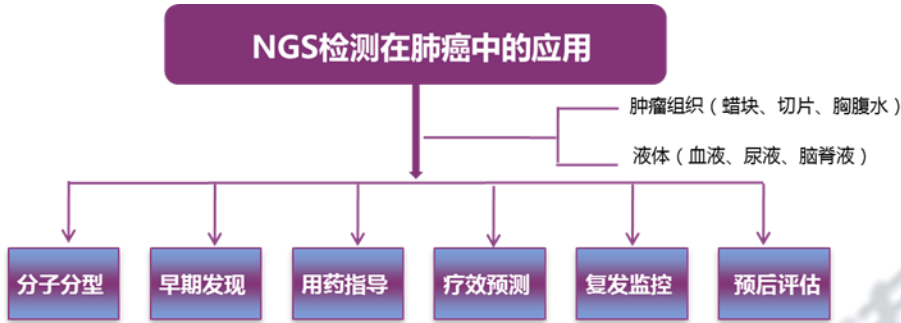 NGS检测在肺癌中的应用
肿瘤组织（蜡块、切片、胸腹水）
液体（血液、尿液、脑脊液）
分子分型
早期发现
用药指导
疗效预测
复发监控
预后评估